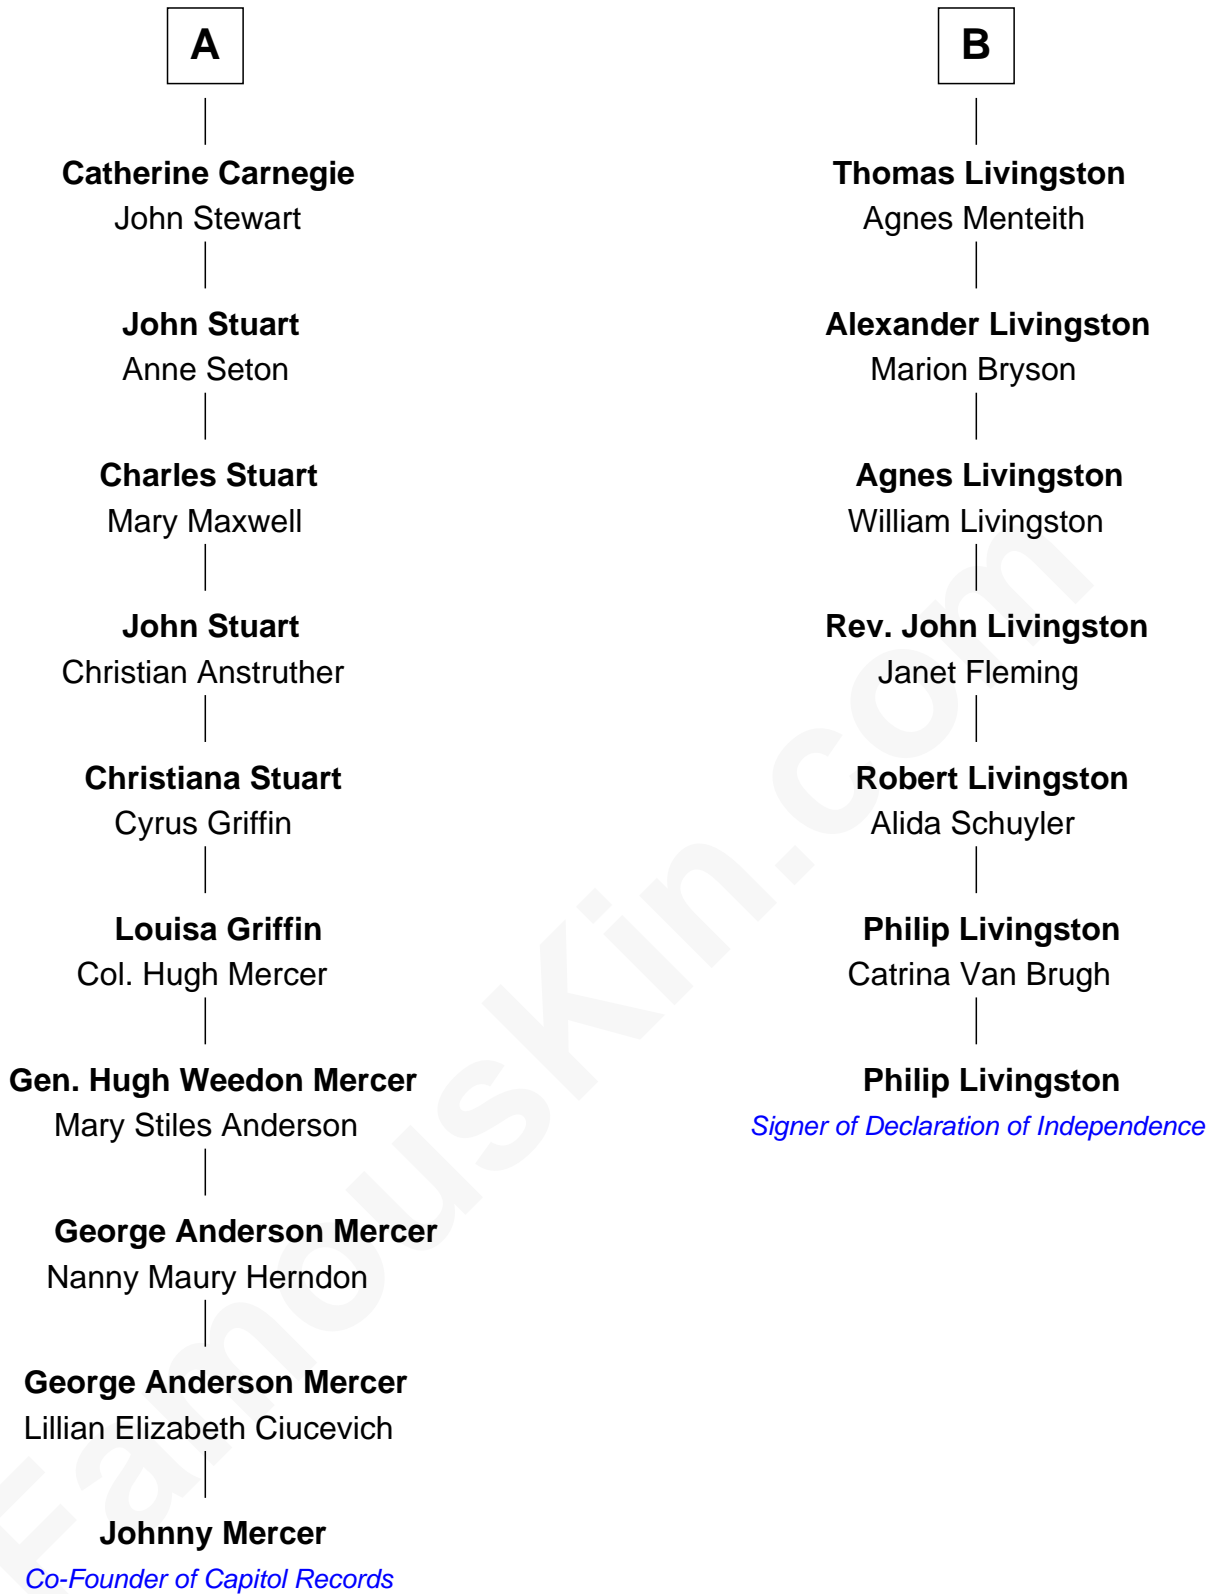 A
Catherine Carnegie
John Stewart
John Stuart
Anne Seton
Charles Stuart
Mary Maxwell
John Stuart
Christian Anstruther
Christiana Stuart
Cyrus Griffin
Louisa Griffin
Col. Hugh Mercer
Gen. Hugh Weedon Mercer
Mary Stiles Anderson
George Anderson Mercer
Nanny Maury Herndon
George Anderson Mercer
Lillian Elizabeth Ciucevich
Johnny Mercer
Co-Founder of Capitol Records
B
Thomas Livingston
Agnes Menteith
Alexander Livingston
Marion Bryson
Agnes Livingston
William Livingston
Rev. John Livingston
Janet Fleming
Robert Livingston
Alida Schuyler
Philip Livingston
Catrina Van Brugh
Philip Livingston
Signer of Declaration of Independence
FamousKin.com